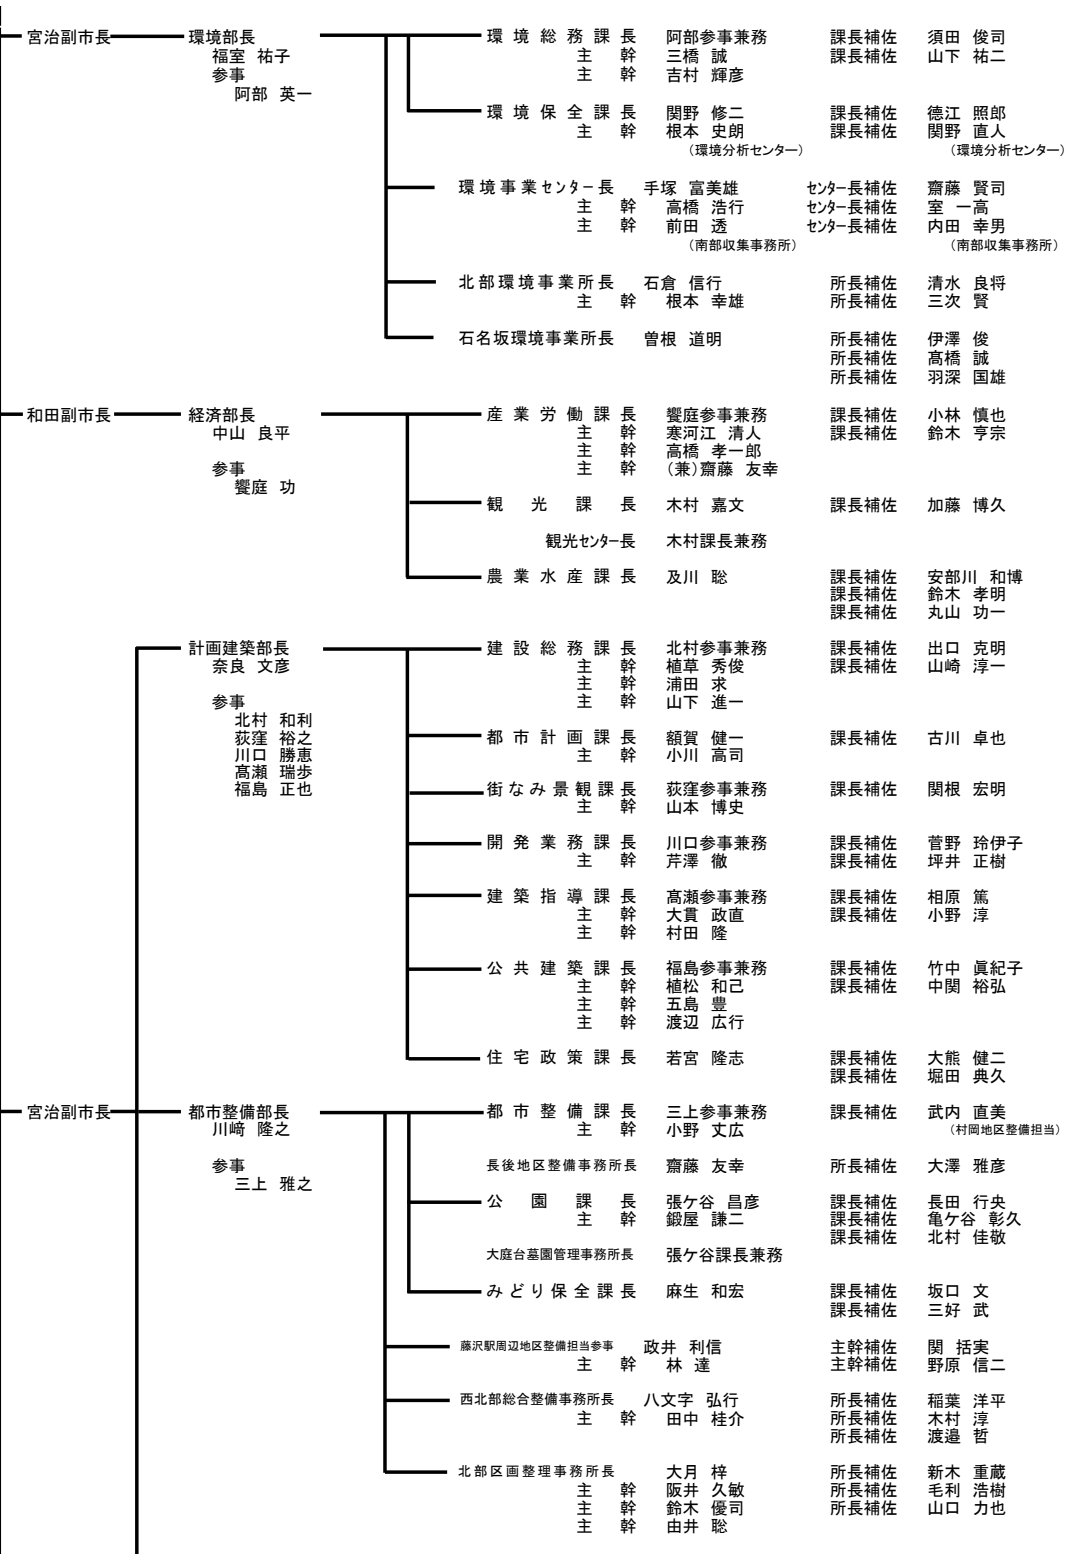 宮治副市長 環境部長 環境総務課長 阿部参事兼務 課長補佐 須田 俊司
福室 祐子 主幹 三橋 誠 課長補佐 山下 祐二
参事 主幹 吉村 輝彦
阿部 英一
環境保全課長 関野 修二 課長補佐 德江 照郎
主幹 根本 史朗 課長補佐 関野 直人
（環境分析センター） （環境分析センター）
環境事業センター長 手塚 富美雄 センター長補佐 齋藤 賢司
主幹 高橋 浩行 センター長補佐 室 一高
主幹 前田 透 センター長補佐 内田 幸男
（南部収集事務所） （南部収集事務所）
北部環境事業所長 石倉 信行 所長補佐 清水 良将
主幹 根本 幸雄 所長補佐 三次 賢
石名坂環境事業所長 曽根 道明 所長補佐 伊澤 俊
所長補佐 髙橋 誠
所長補佐 羽深 国雄
和田副市長 経済部長 産業労働課長 饗庭参事兼務 課長補佐 小林 慎也
中山 良平 主幹 寒河江 清人 課長補佐 鈴木 亨宗
主幹 高橋 孝一郎
参事 主幹 （兼）齋藤 友幸
饗庭 功
観光課長 木村 嘉文 課長補佐 加藤 博久
観光センター長 木村課長兼務
農業水産課長 及川 聡 課長補佐 安部川 和博
課長補佐 鈴木 孝明
課長補佐 丸山 功一
計画建築部長 建設総務課長 北村参事兼務 課長補佐 出口 克明
奈良 文彦 主幹 植草 秀俊 課長補佐 山崎 淳一
主幹 浦田 求
参事 主幹 山下 進一
北村 和利
荻窪 裕之 都市計画課長 額賀 健一 課長補佐 古川 卓也
川口 勝恵 主幹 小川 高司
髙瀬 瑞歩
福島 正也 街なみ景観課長 荻窪参事兼務 課長補佐 関根 宏明
主幹 山本 博史
開発業務課長 川口参事兼務 課長補佐 菅野 玲伊子
主幹 芹澤 徹 課長補佐 坪井 正樹
建築指導課長 髙瀬参事兼務 課長補佐 相原 篤
主幹 大貫 政直 課長補佐 小野 淳
主幹 村田 隆
公共建築課長 福島参事兼務 課長補佐 竹中 眞紀子
主幹 植松 和己 課長補佐 中関 裕弘
主幹 五島 豊
主幹 渡辺 広行
住宅政策課長 若宮 隆志 課長補佐 大熊 健二
課長補佐 堀田 典久
宮治副市長 都市整備部長 都市整備課長 三上参事兼務 課長補佐 武内 直美
川﨑 隆之 主幹 小野 丈広 （村岡地区整備担当）
参事 長後地区整備事務所長 齋藤 友幸 所長補佐 大澤 雅彦
三上 雅之
公園課長 張ケ谷 昌彦 課長補佐 長田 行央
主幹 鍛屋 謙二 課長補佐 亀ケ谷 彰久
課長補佐 北村 佳敬
大庭台墓園管理事務所長 張ケ谷課長兼務
みどり保全課長 麻生 和宏 課長補佐 坂口 文
課長補佐 三好 武
藤沢駅周辺地区整備担当参事 政井 利信 主幹補佐 関 括実
主幹 林 達 主幹補佐 野原 信二
西北部総合整備事務所長 八文字 弘行 所長補佐 稲葉 洋平
主幹 田中 桂介 所長補佐 木村 淳
所長補佐 渡邉 哲
北部区画整理事務所長 大月 梓 所長補佐 新木 重蔵
主幹 阪井 久敏 所長補佐 毛利 浩樹
主幹 鈴木 優司 所長補佐 山口 力也
主幹 由井 聡